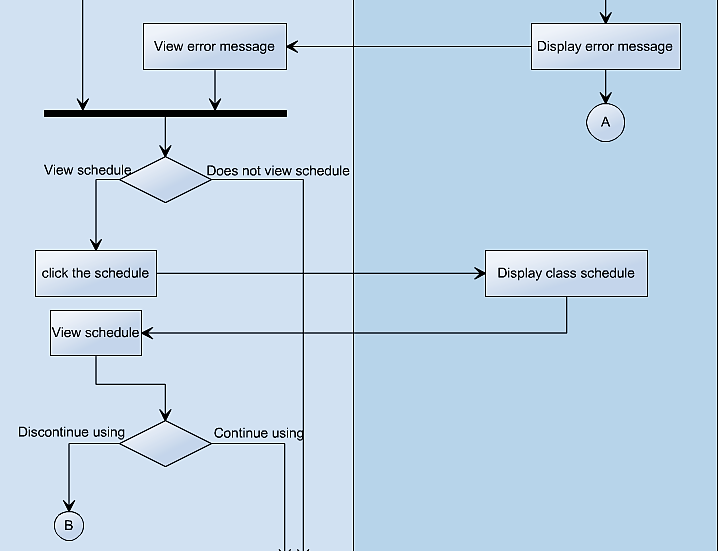 View error message
Display error message
A
View schedule
Does not view schedule
click the schedule
Display class schedule
View schedule
Discontinue using
Continue using
B